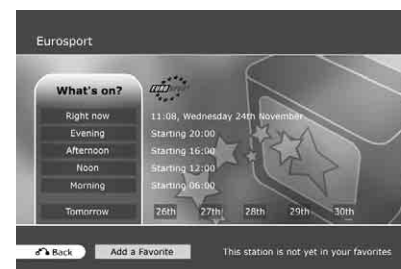 Eurosport
What's on?
EUROSPORT
Right now 11:08, Wednesday 24th November
Evening Starting 20:00
Afternoon Starting 16:00
Noon Starting 12:00
Morning Starting 06:00
Tomorrow 26th 27th 28th 29th 30th
Back Add a Favorite This station is not yet in your favorites